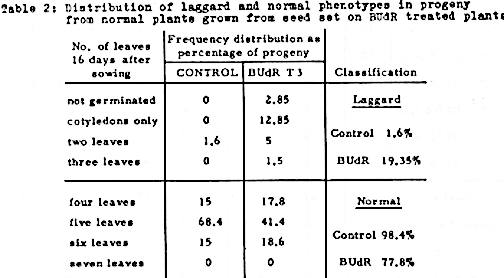 Table 2: Distribution of laggard and normal phenotypes in progeny
from normal plants grown from seed set on BUdR treated plants
No. of leaves
16 days after
sowing
Frequency distribution as
percentage of progeny
CONTROL BUdR T3 Classification
not germinated 0 2.85 Laggard
cotyledons only 0 12.85
two leaves 1.6 5 Control 1.6%
three leaves 0 1.5 BUdR 19.35%
four leaves 15 17.8 Normal
five leaves 68.4 41.4
six leaves 15 18.6 Control 98.4%
seven leaves 0 0 BUdR 77.8%